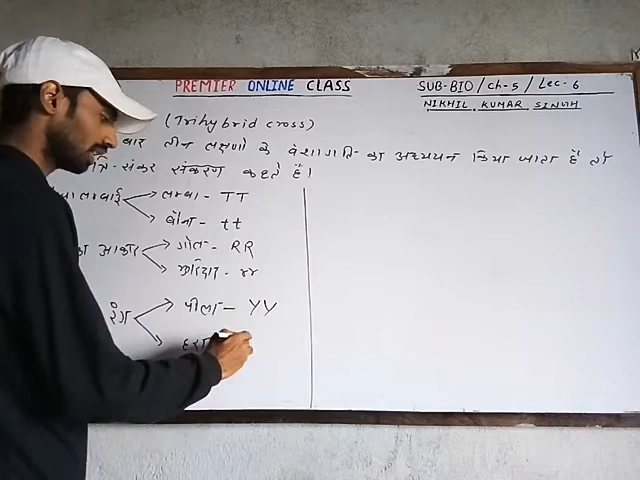 PREMIER ONLINE CLASS
SUB-BIO/Ch-5/Lec-6
NIKHIL KUMAR SINGH
(Trihybrid cross)
बार तीन लक्षणो के वंशागति का अध्ययन किया जाता है तो
त्रि-संकर संकरण कहते हैं।
लम्बाई लम्बा - TT
बौना - tt
आकार गोल - RR
झुर्रीदार - rr
रंग पीला - YY
हरा